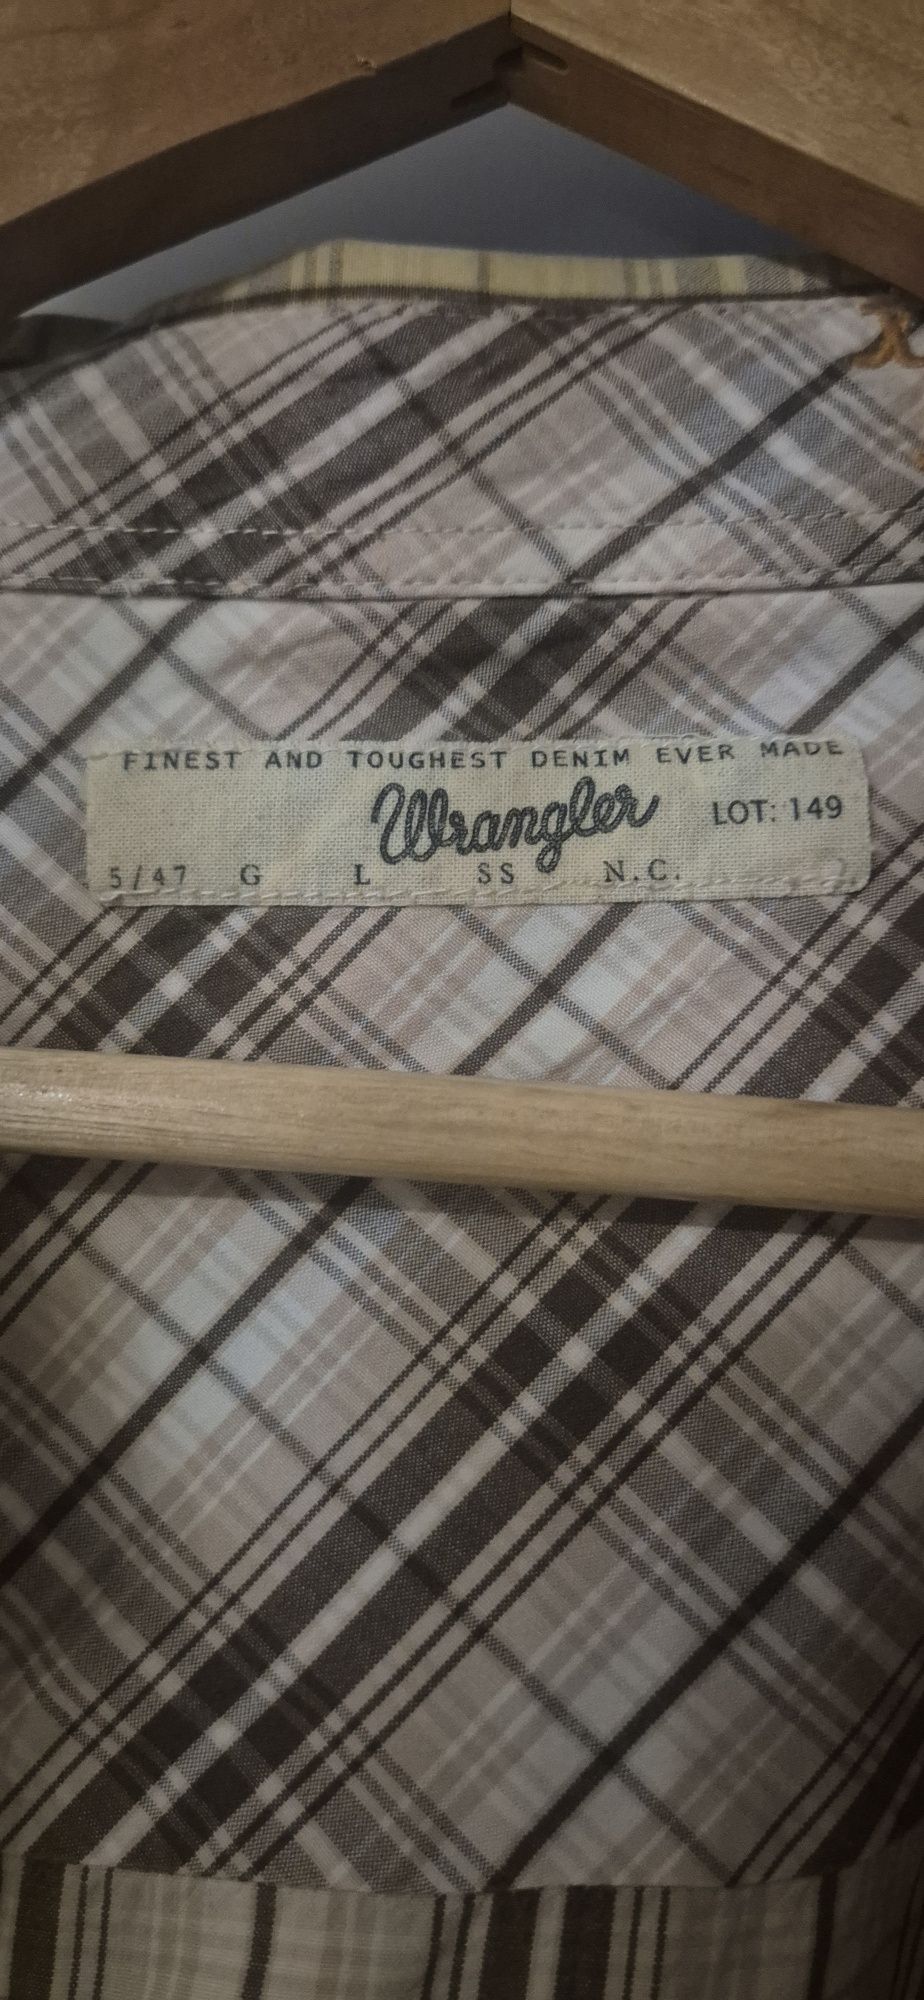 FINEST AND TOUGHEST DENIM EVER MADE
Wrangler LOT: 149
5/47 G L SS N.C.